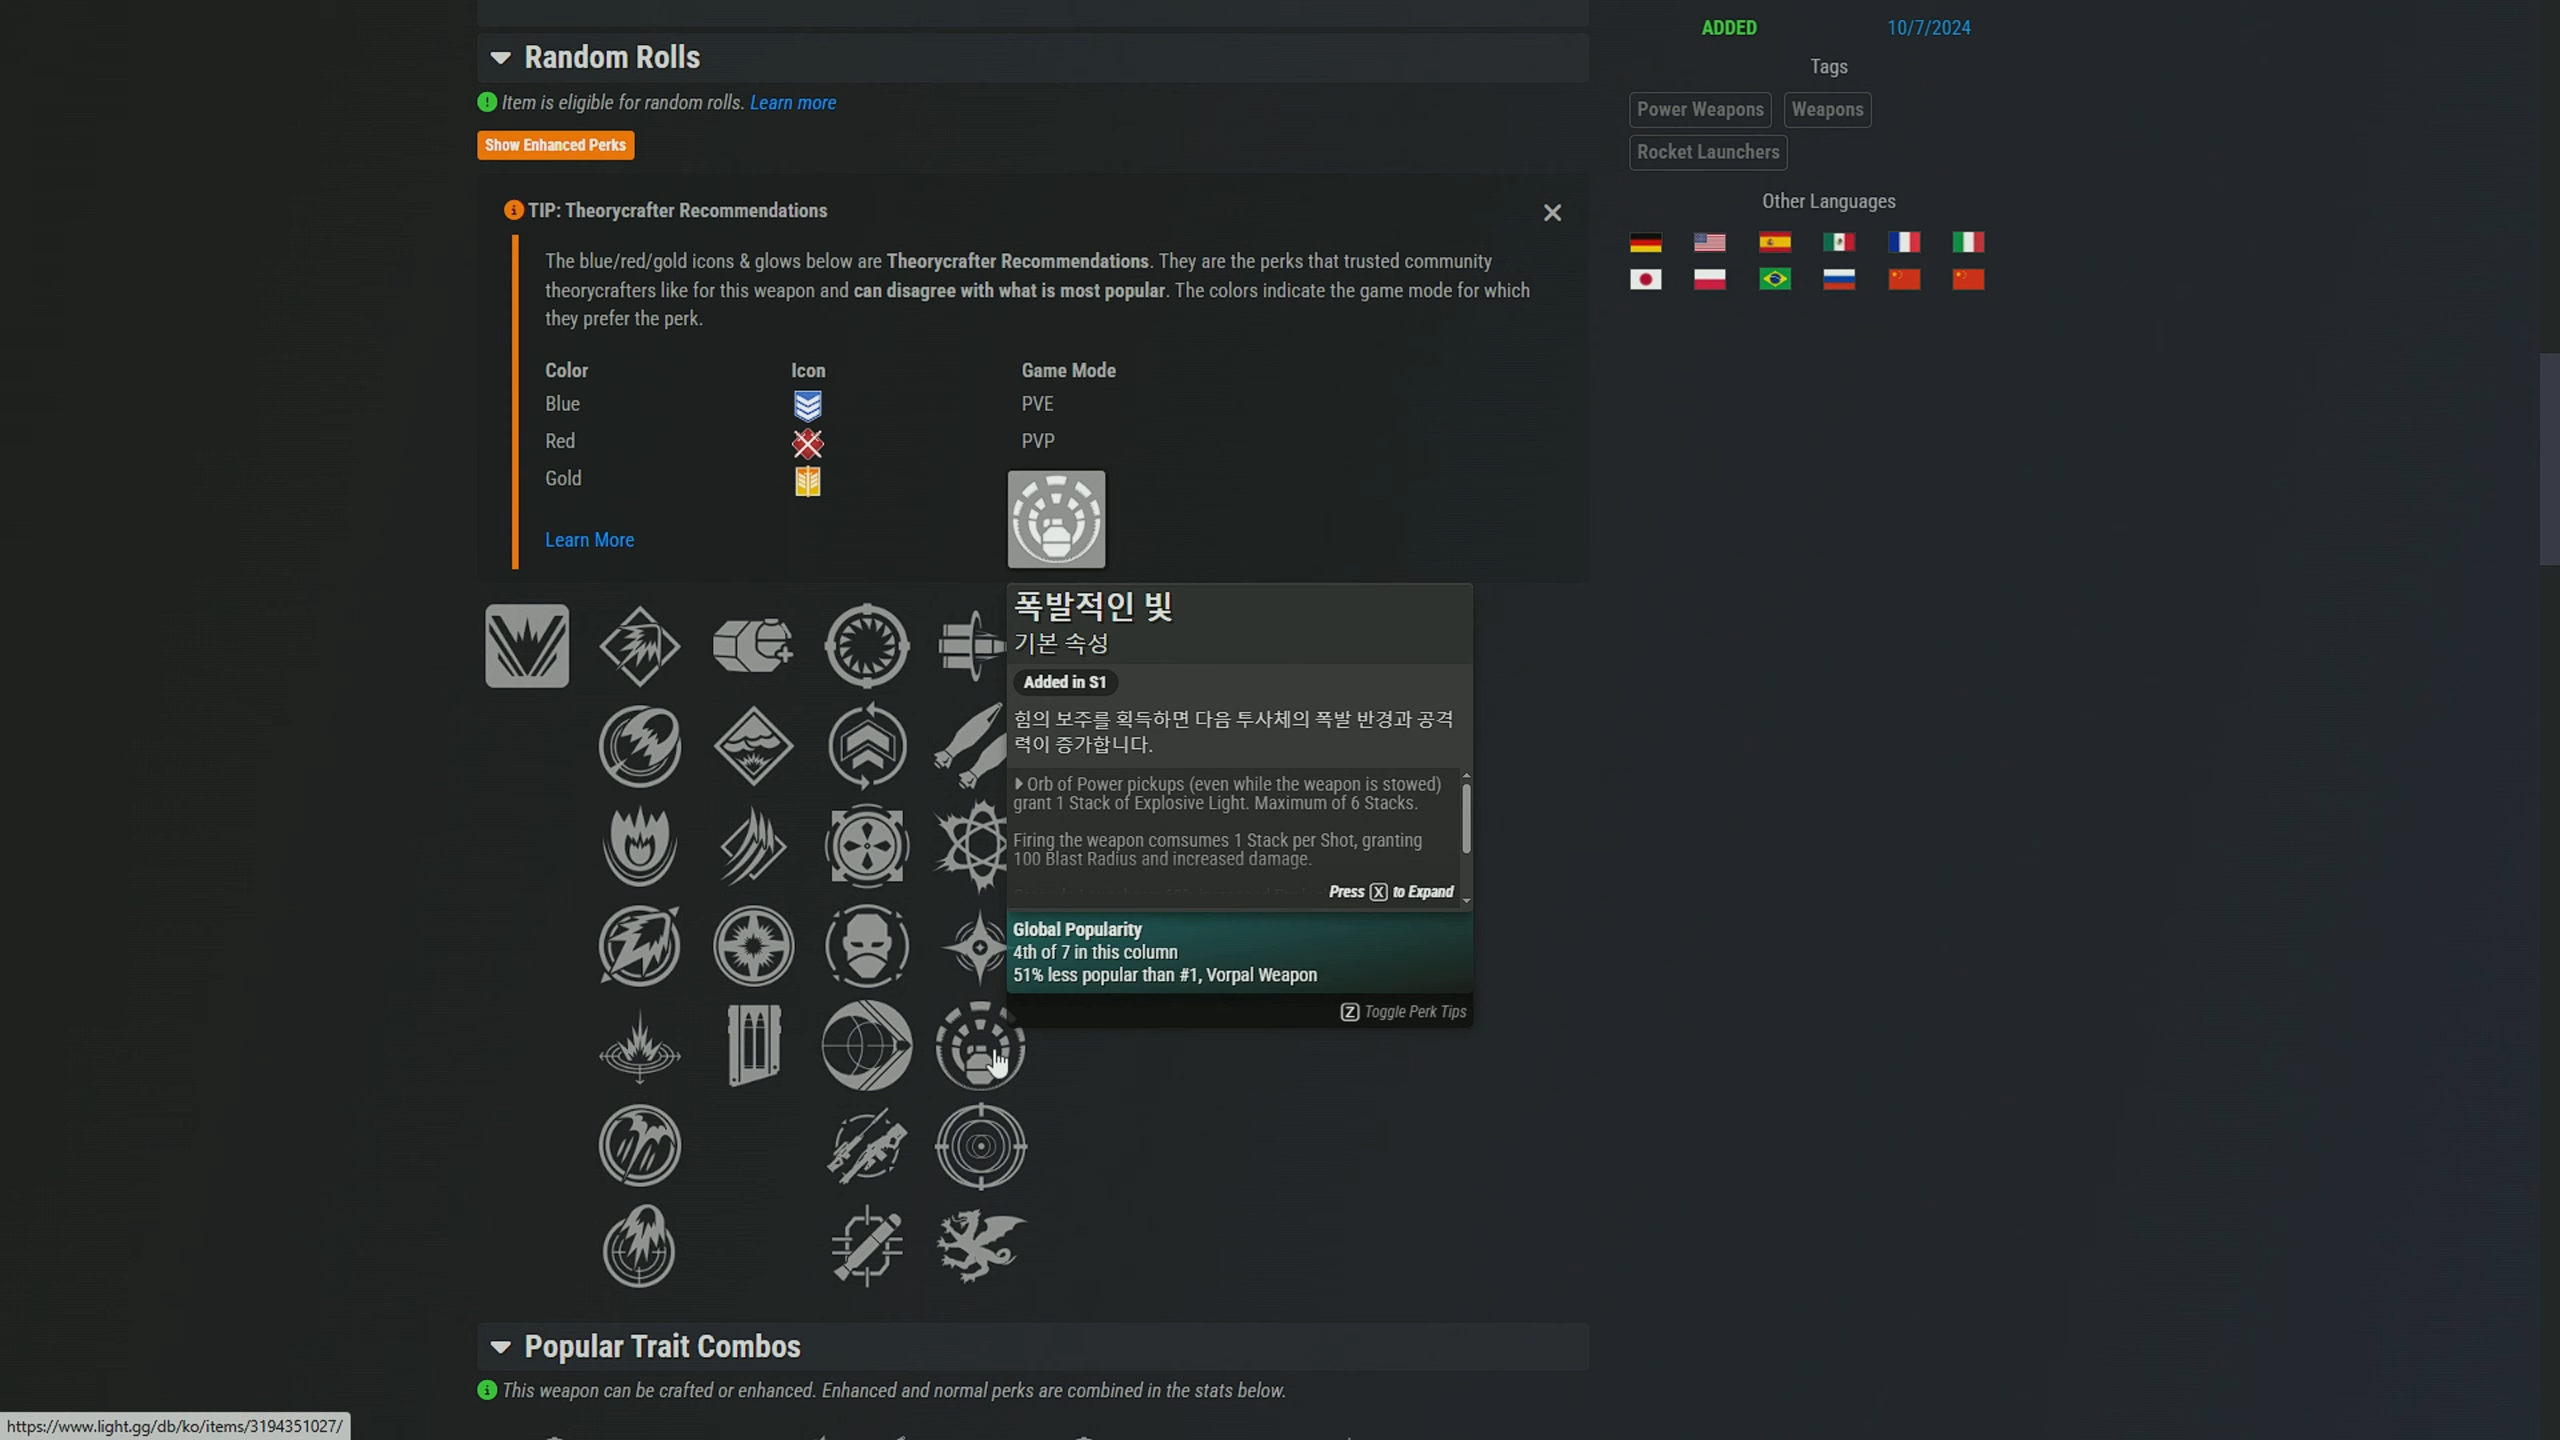 Random Rolls
Item is eligible for random rolls. Learn more
Show Enhanced Perks
TIP: Theorycrafter Recommendations
The blue/red/gold icons & glows below are Theorycrafter Recommendations. They are the perks that trusted community
theorycrafters like for this weapon and can disagree with what is most popular. The colors indicate the game mode for which
they prefer the perk.
Color Icon Game Mode
Blue PVE
Red PVP
Gold
Learn More
폭발적인 빛
기본 속성
Added in S1
힘의 보주를 획득하면 다음 투사체의 폭발 반경과 공격
력이 증가합니다.
Orb of Power pickups (even while the weapon is stowed)
grant 1 Stack of Explosive Light. Maximum of 6 Stacks.
Firing the weapon comsumes 1 Stack per Shot, granting
100 Blast Radius and increased damage.
Press X to Expand
Global Popularity
4th of 7 in this column
51% less popular than #1, Vorpal Weapon
Z Toggle Perk Tips
Popular Trait Combos
This weapon can be crafted or enhanced. Enhanced and normal perks are combined in the stats below.
https://www.light.gg/db/ko/items/3194351027/
ADDED 10/7/2024
Tags
Power Weapons Weapons
Rocket Launchers
Other Languages